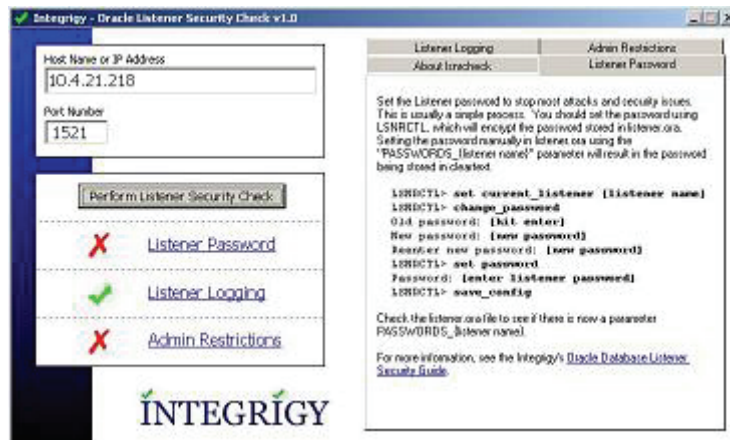 Integrigy - Oracle Listener Security Check v1.0
Host Name or IP Address
10.4.21.218
Port Number
1521
Perform Listener Security Check
Listener Password
Listener Logging
Admin Restrictions
INTEGRIGY
Listener Logging
Admin Restrictions
About lsnrcheck
Listener Password
Set the Listener password to stop most attacks and security issues.
This is usually a simple process. You should set the password using
LSNRCTL, which will encrypt the password stored in listener.ora.
Setting the password manually in listener.ora using the
"PASSWORDS_{listener name}" parameter will result in the password
being stored in cleartext.
LSNRCTL> set current_listener {listener name}
LSNRCTL> change_password
Old password: {hit enter}
New password: {new password}
Reenter new password: {new password}
LSNRCTL> set password
Password: {enter listener password}
LSNRCTL> save_config
Check the listener.ora file to see if there is now a parameter
PASSWORDS_{listener name}.
For more information, see the Integrigy's Oracle Database Listener
Security Guide.